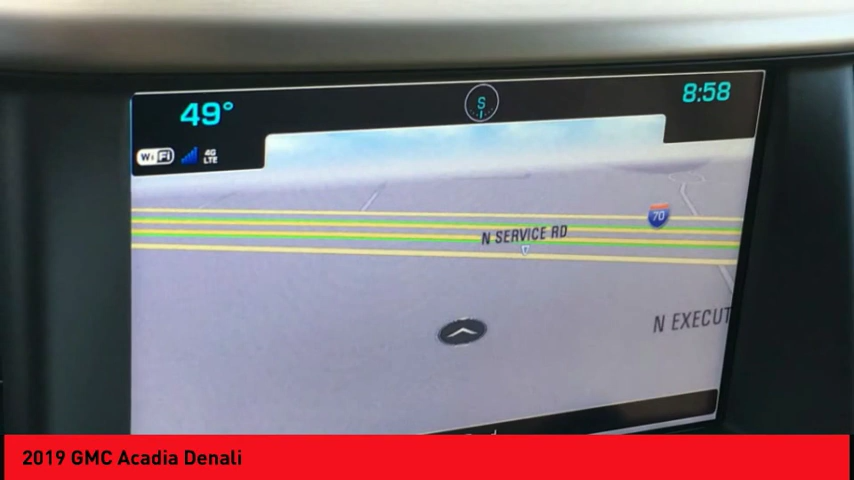 49°
S
8:58
WiFi
4G
LTE
70
N SERVICE RD
N EXECUT
2019 GMC Acadia Denali